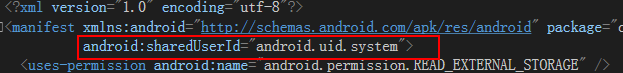 <?xml version="1.0" encoding="utf-8"?>
<manifest xmlns:android="http://schemas.android.com/apk/res/android" package="c
android:sharedUserId="android.uid.system">
<uses-permission android:name="android.permission.READ_EXTERNAL_STORAGE" />